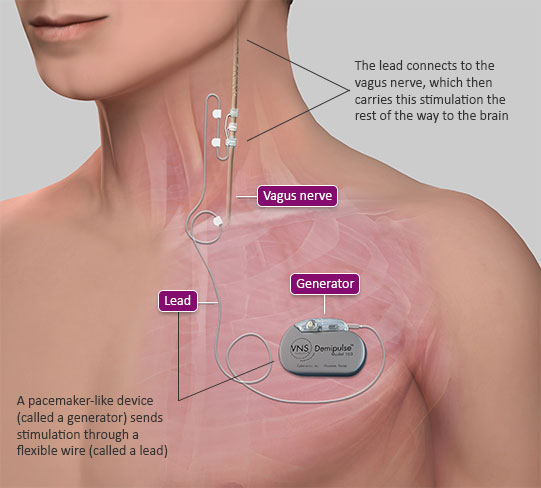 The lead connects to the
vagus nerve, which then
carries this stimulation the
rest of the way to the brain
Vagus nerve
Generator
Lead
VNS Demipulse™
A pacemaker-like device
(called a generator) sends
stimulation through a
flexible wire (called a lead)